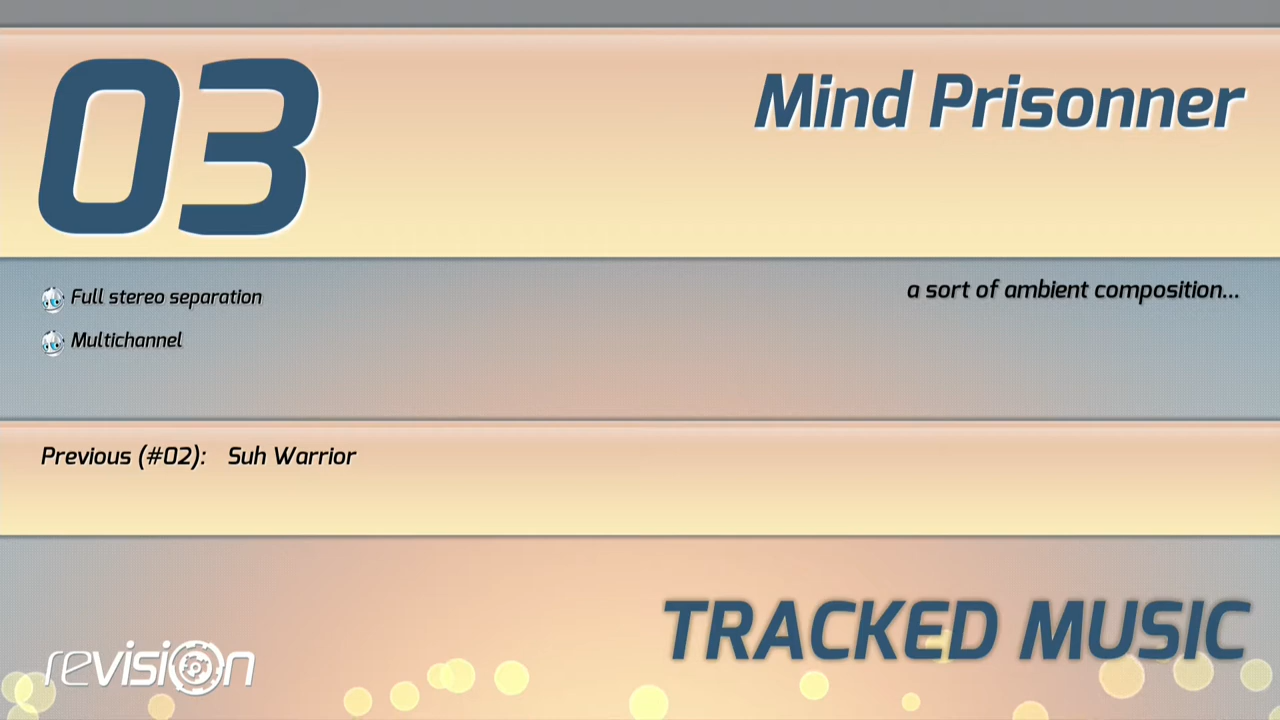 03
Mind Prisonner
Full stereo separation
a sort of ambient composition...
Multichannel
Previous (#02): Suh Warrior
TRACKED MUSIC
revision